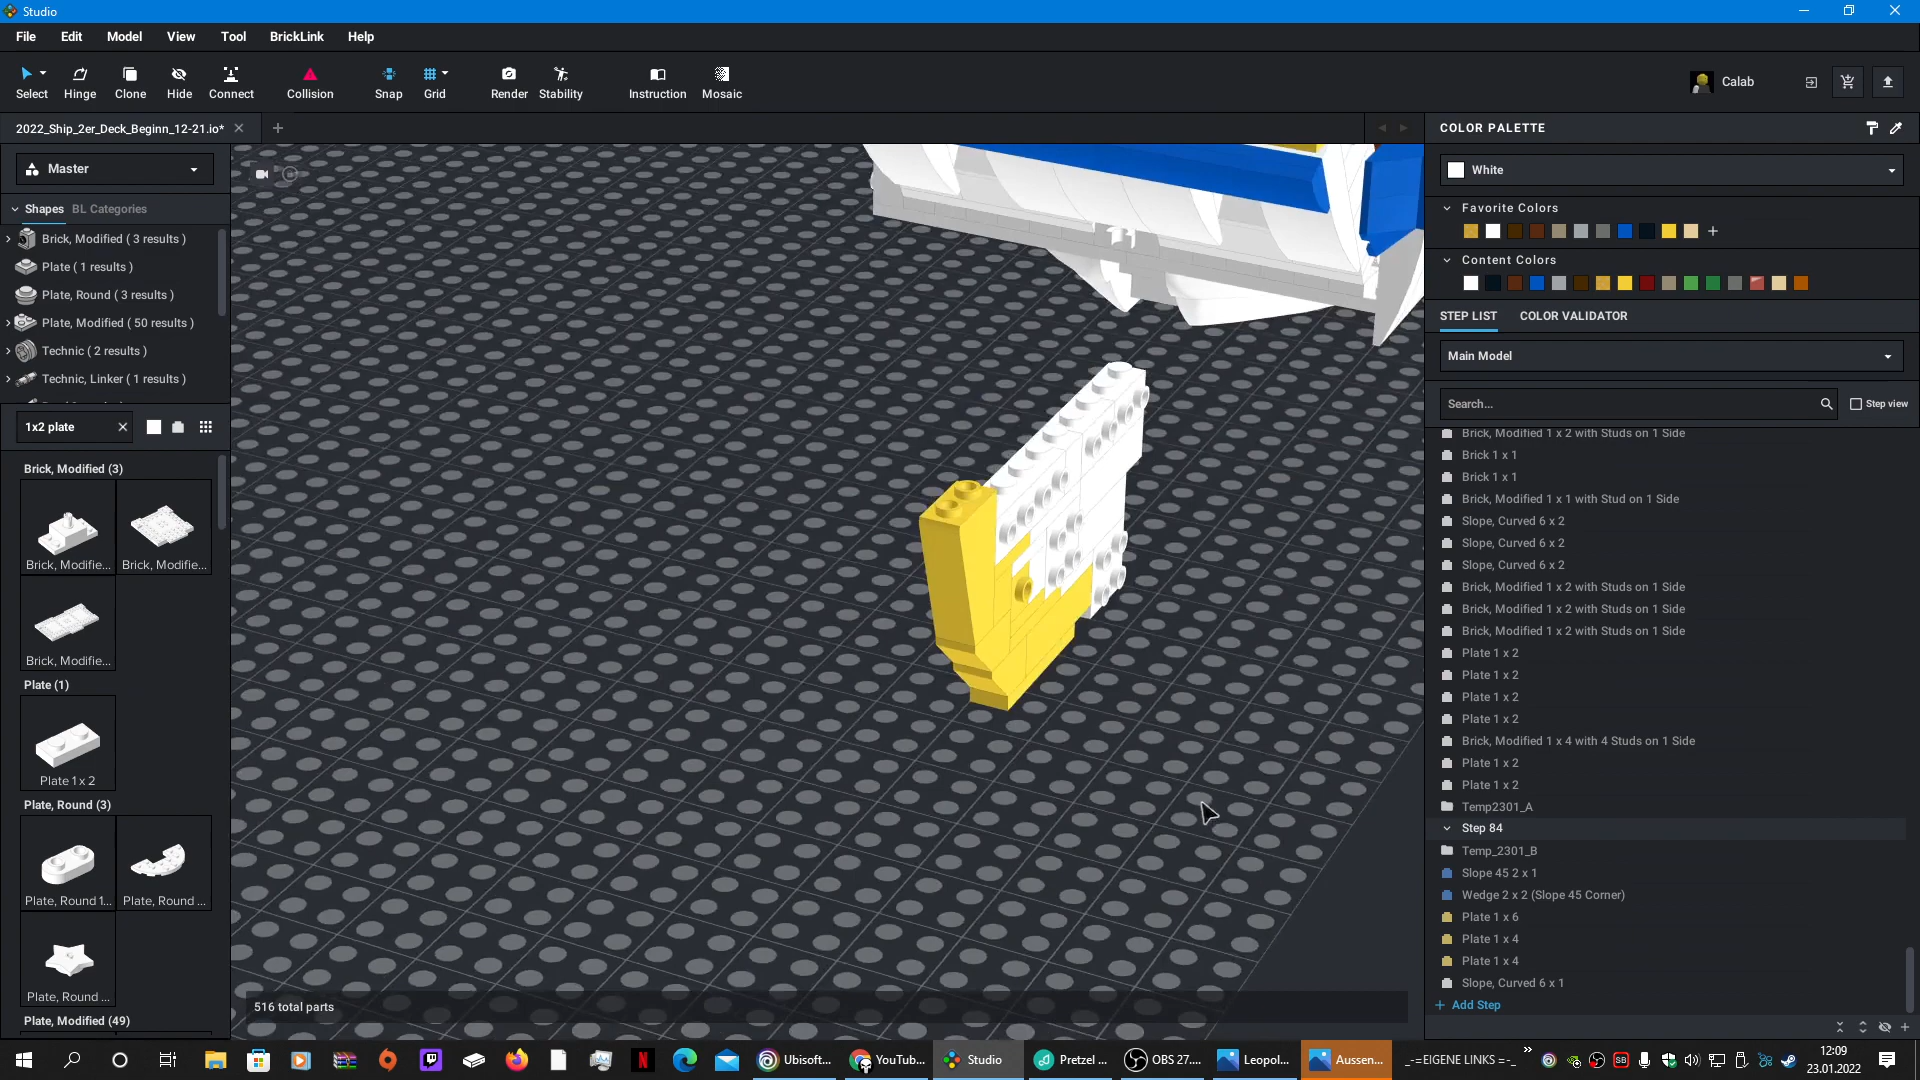 Studio
File Edit Model View Tool BrickLink Help
Select Hinge Clone Hide Connect Collision Snap Grid Render Stability Instruction Mosaic
Calab
2022_Ship_2er_Deck_Beginn_12-21.io*
Master
Shapes BL Categories
Brick, Modified ( 3 results )
Plate ( 1 results )
Plate, Round ( 3 results )
Plate, Modified ( 50 results )
Technic ( 2 results )
Technic, Linker ( 1 results )
1x2 plate
Brick, Modified (3)
Brick, Modifie... Brick, Modifie...
Brick, Modifie...
Plate (1)
Plate 1 x 2
Plate, Round (3)
Plate, Round 1... Plate, Round ...
Plate, Round ...
Plate, Modified (49)
516 total parts
COLOR PALETTE
White
Favorite Colors
Content Colors
STEP LIST COLOR VALIDATOR
Main Model
Search... Step view
Brick, Modified 1 x 2 with Studs on 1 Side
Brick 1 x 1
Brick 1 x 1
Brick, Modified 1 x 1 with Stud on 1 Side
Slope, Curved 6 x 2
Slope, Curved 6 x 2
Slope, Curved 6 x 2
Brick, Modified 1 x 2 with Studs on 1 Side
Brick, Modified 1 x 2 with Studs on 1 Side
Brick, Modified 1 x 2 with Studs on 1 Side
Plate 1 x 2
Plate 1 x 2
Plate 1 x 2
Plate 1 x 2
Brick, Modified 1 x 4 with 4 Studs on 1 Side
Plate 1 x 2
Plate 1 x 2
Temp2301_A
Step 84
Temp_2301_B
Slope 45 2 x 1
Wedge 2 x 2 (Slope 45 Corner)
Plate 1 x 6
Plate 1 x 4
Plate 1 x 4
Slope, Curved 6 x 1
+ Add Step
Ubisoft... YouTub... Studio Pretzel ... OBS 27.... Leopol... Aussen... _-=EIGENE LINKS =-_ »
12:09
23.01.2022